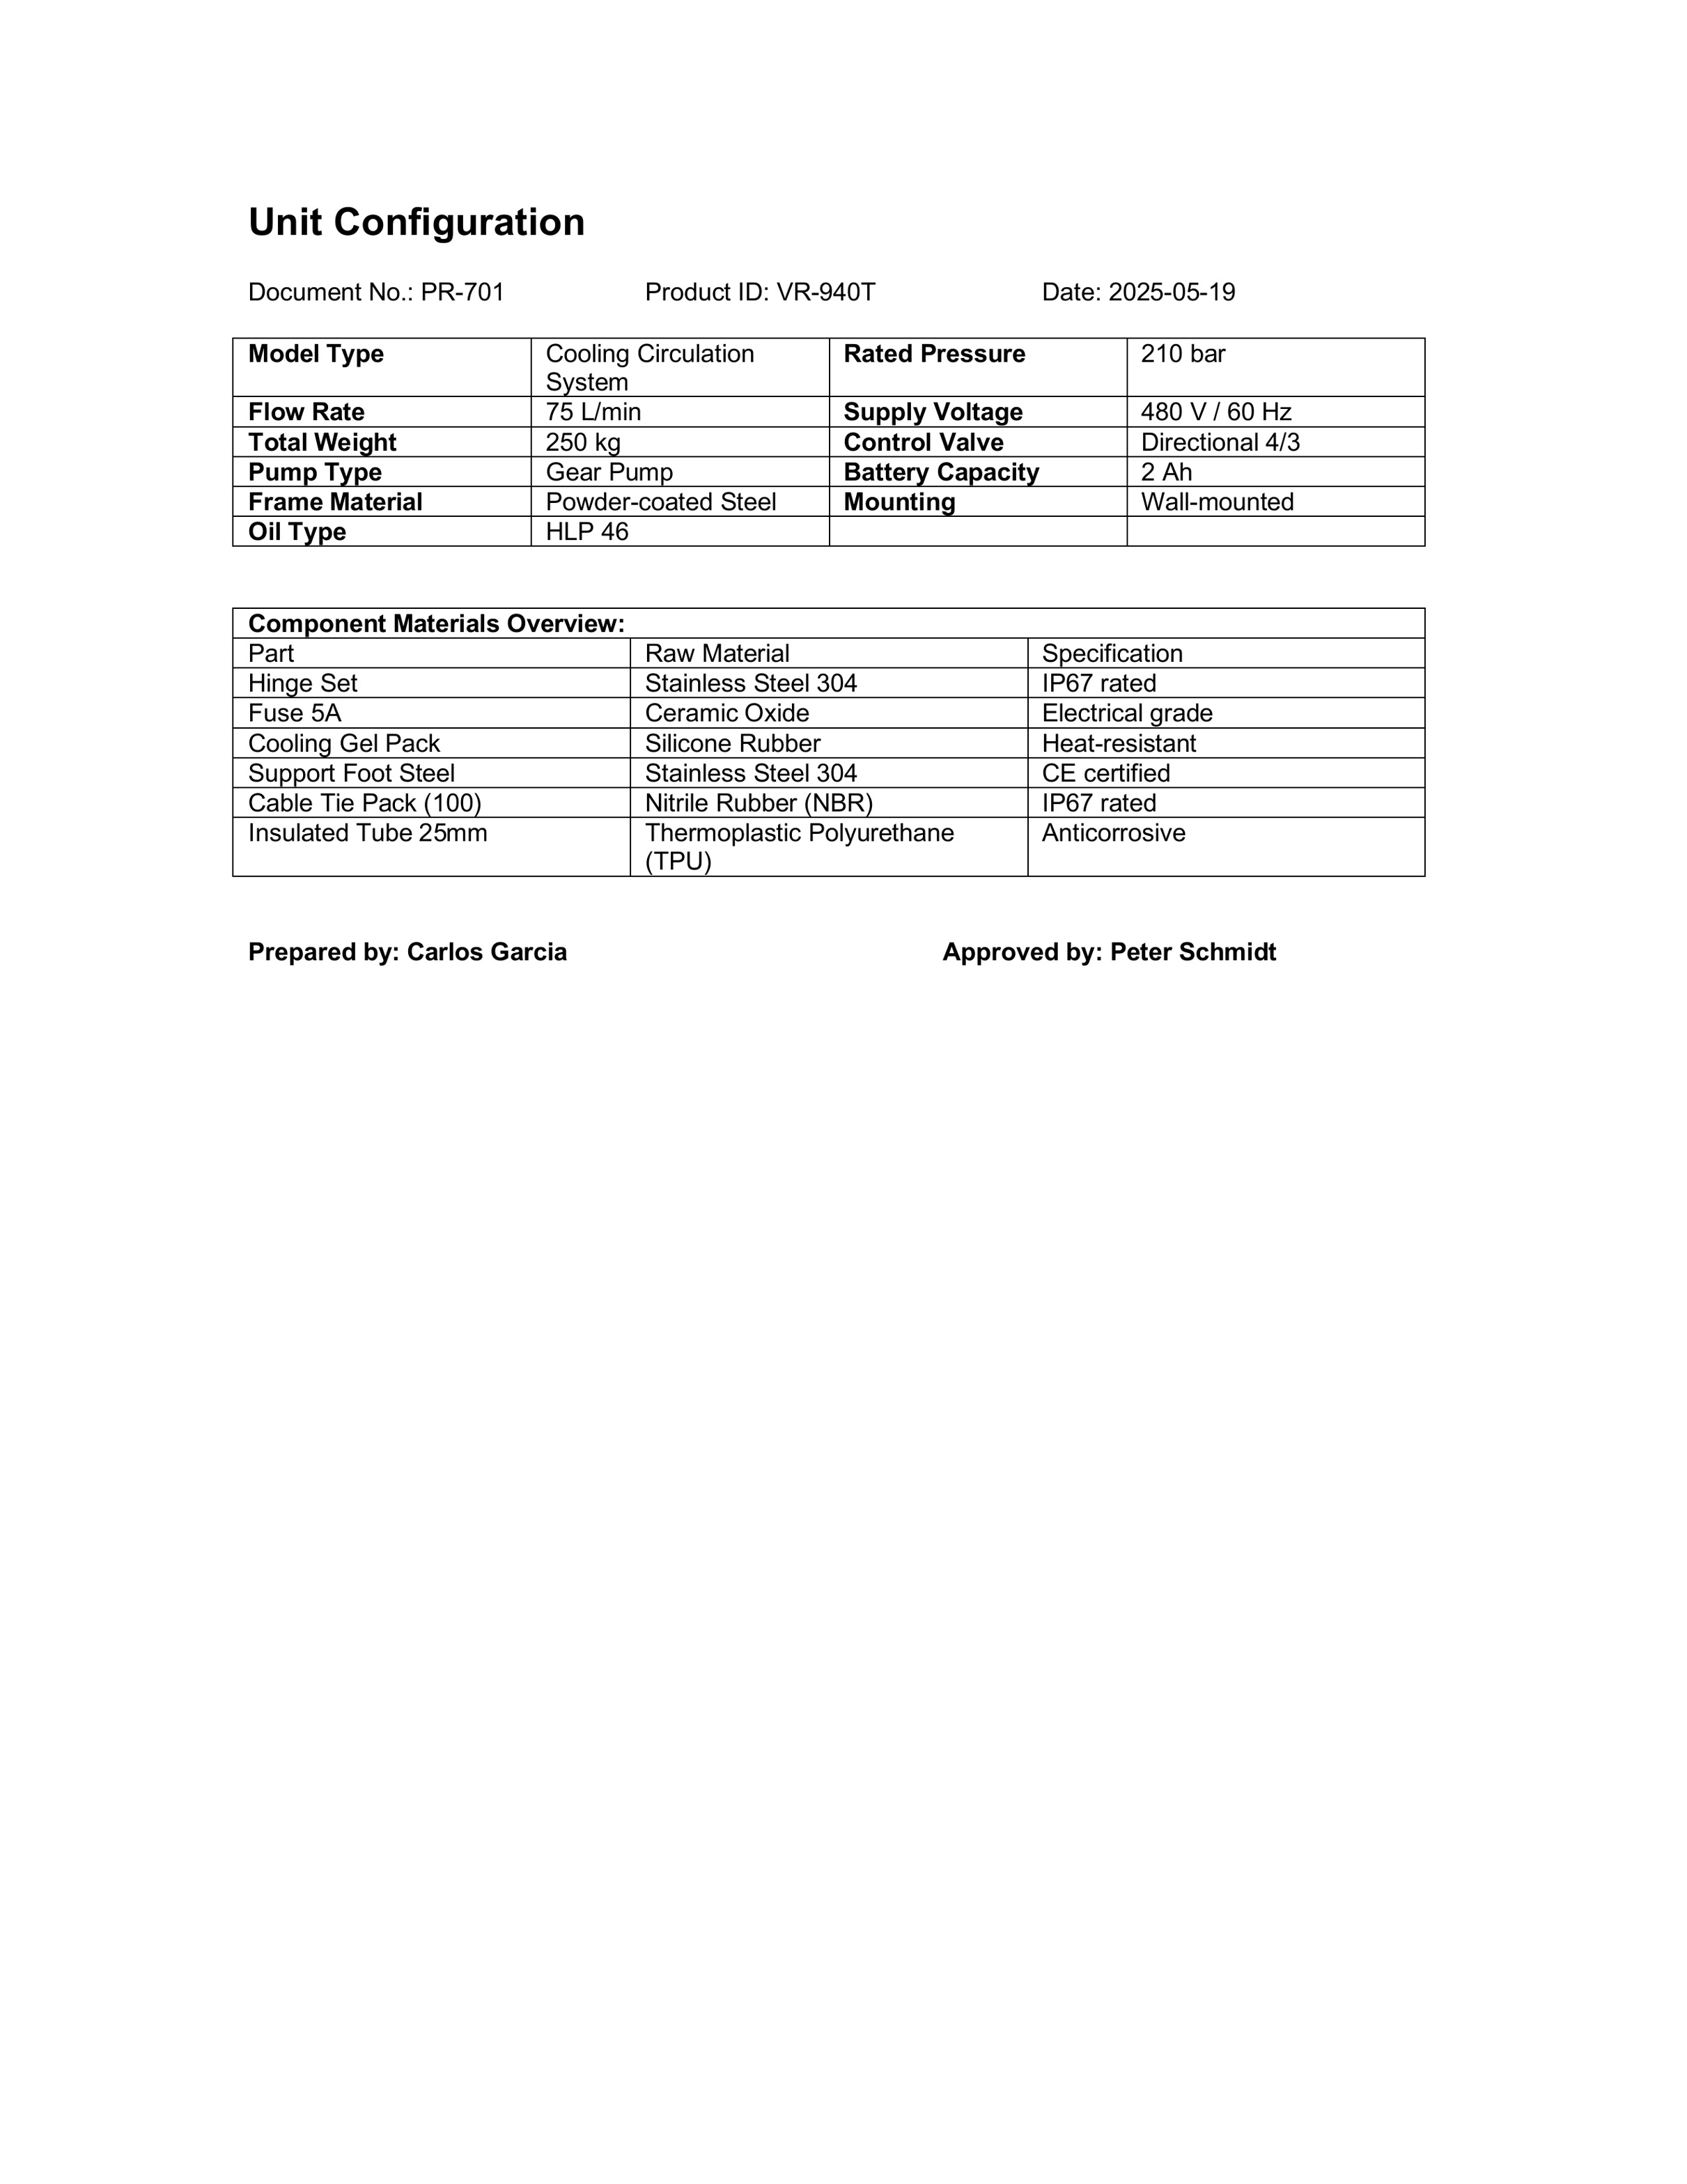 Unit Configuration
Document No.: PR-701 Product ID: VR-940T Date: 2025-05-19
Model Type Cooling Circulation System Rated Pressure 210 bar
Flow Rate 75 L/min Supply Voltage 480 V / 60 Hz
Total Weight 250 kg Control Valve Directional 4/3
Pump Type Gear Pump Battery Capacity 2 Ah
Frame Material Powder-coated Steel Mounting Wall-mounted
Oil Type HLP 46
Component Materials Overview:
Part Raw Material Specification
Hinge Set Stainless Steel 304 IP67 rated
Fuse 5A Ceramic Oxide Electrical grade
Cooling Gel Pack Silicone Rubber Heat-resistant
Support Foot Steel Stainless Steel 304 CE certified
Cable Tie Pack (100) Nitrile Rubber (NBR) IP67 rated
Insulated Tube 25mm Thermoplastic Polyurethane (TPU) Anticorrosive
Prepared by: Carlos Garcia Approved by: Peter Schmidt